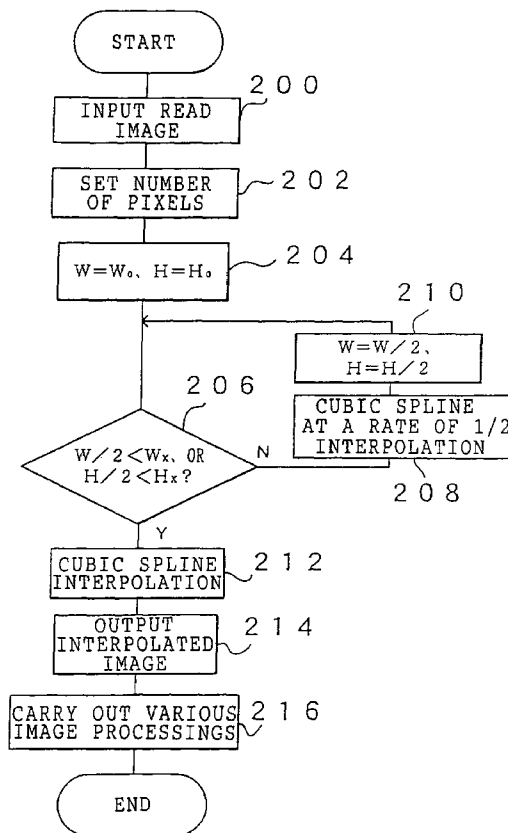 START
200
INPUT READ
IMAGE
202
SET NUMBER
OF PIXELS
204
W=W₀、H=H₀
210
W=W/2、
H=H/2
206
W/2<Wx、OR
H/2<Hx?
N
CUBIC SPLINE
AT A RATE OF 1/2
INTERPOLATION
208
Y
212
CUBIC SPLINE
INTERPOLATION
214
OUTPUT
INTERPOLATED
IMAGE
216
CARRY OUT VARIOUS
IMAGE PROCESSINGS
END